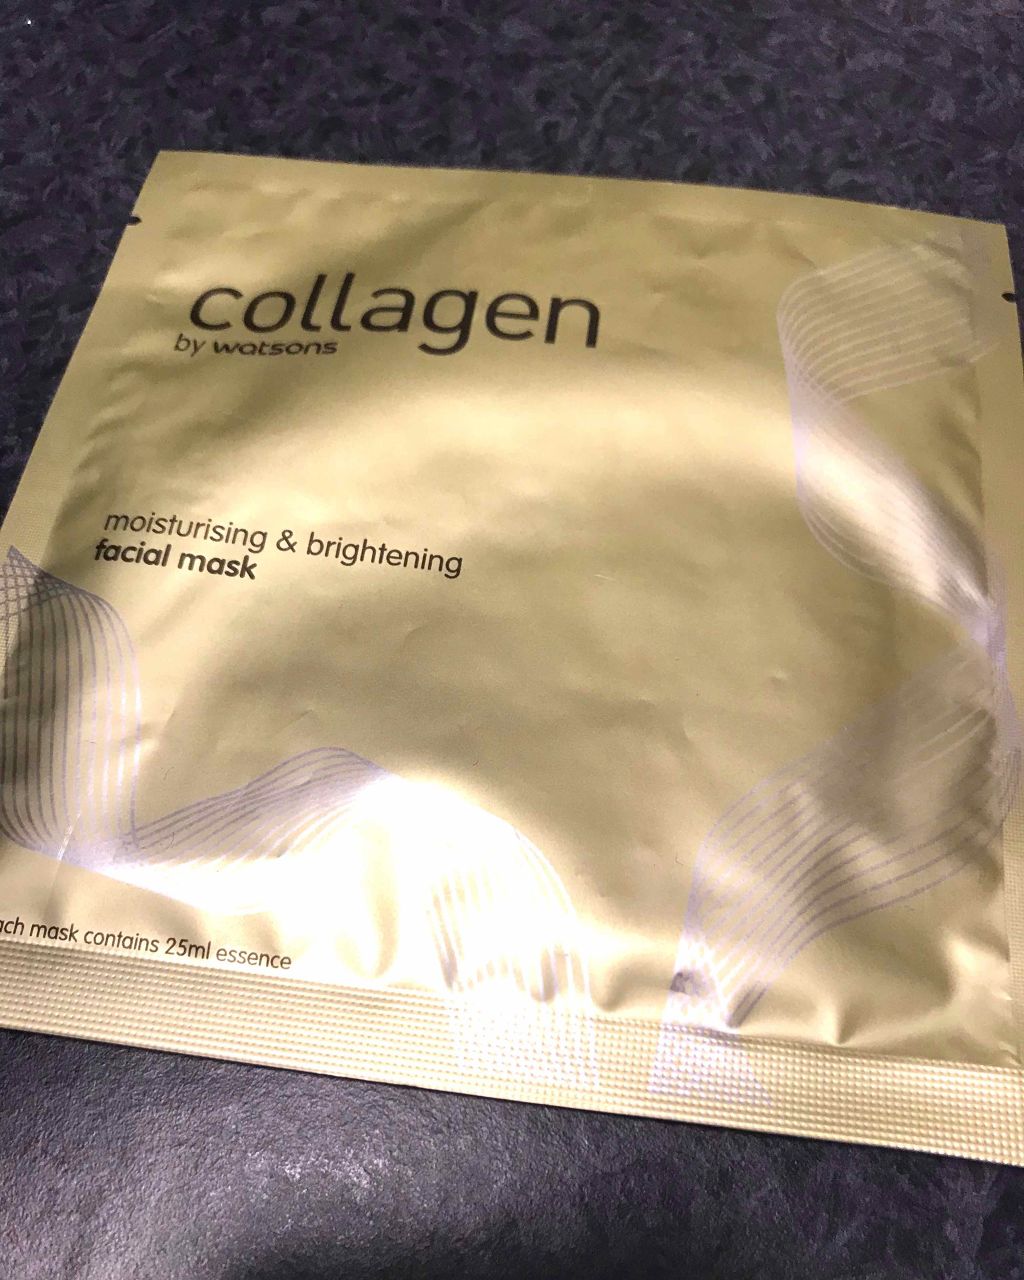 collagen
by watsons
moisturising & brightening
facial mask
ach mask contains 25ml essence